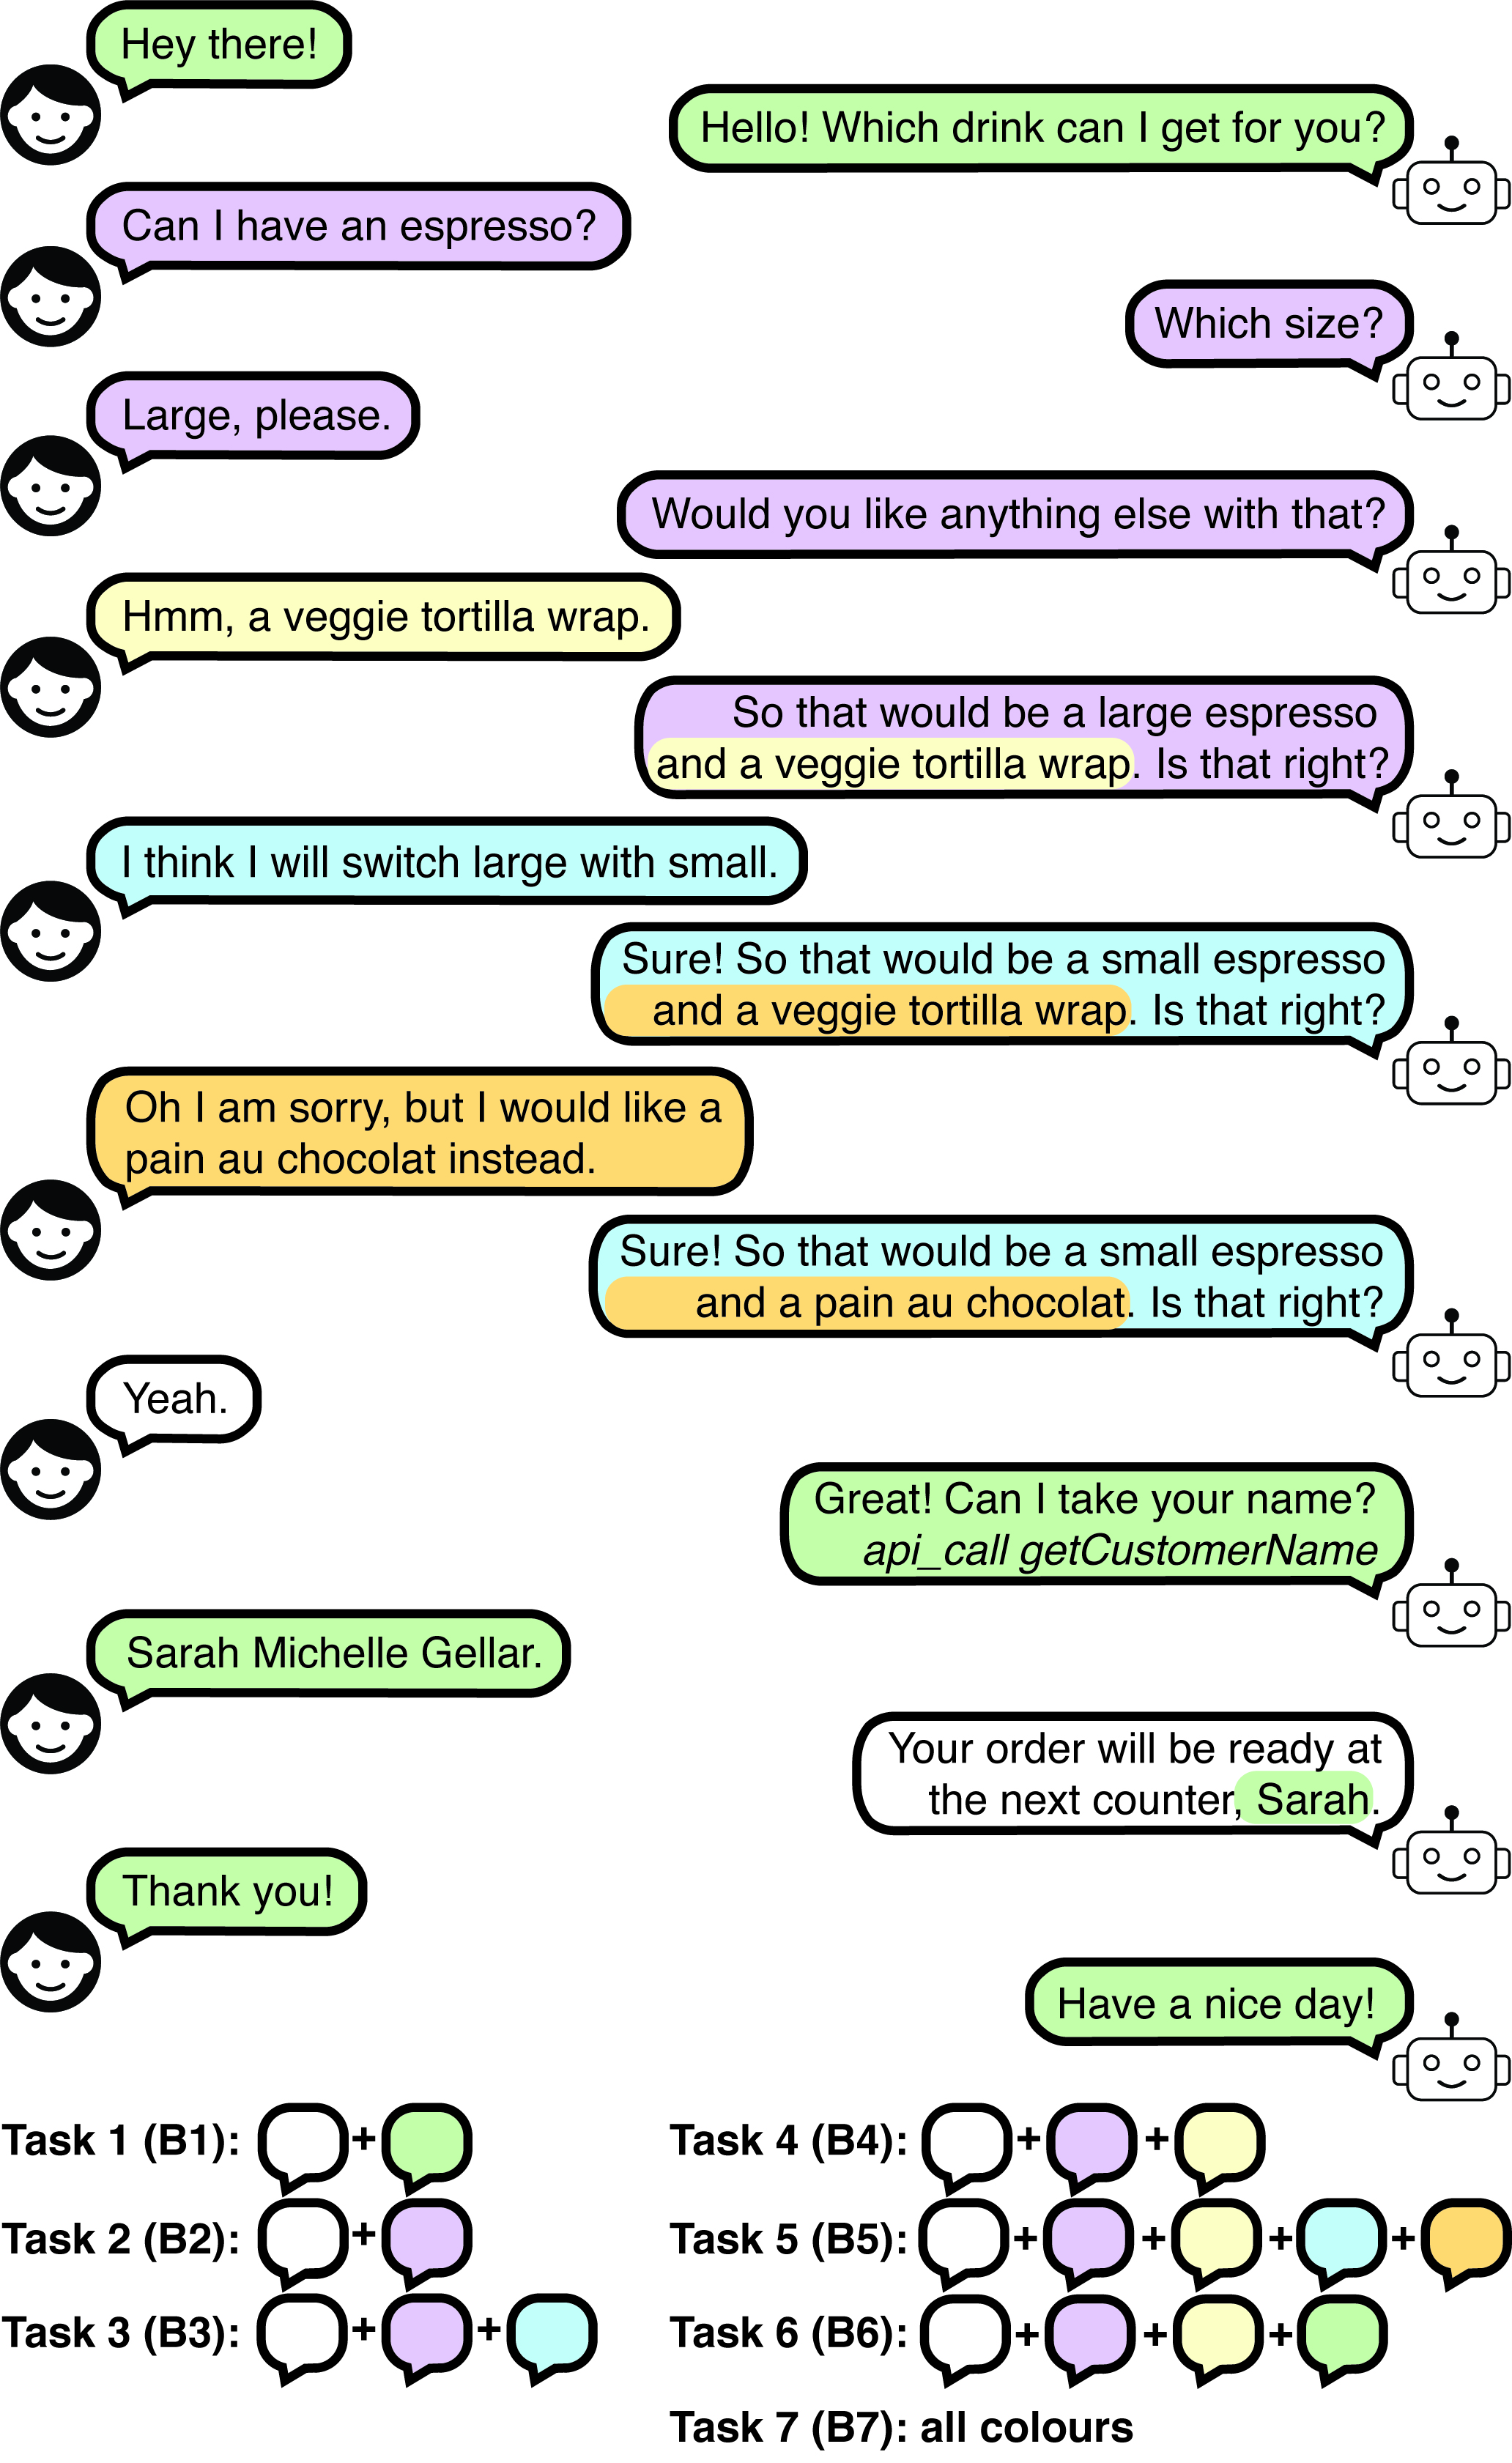 Hey there!
Hello! Which drink can I get for you?
Can I have an espresso?
Which size?
Large, please.
Would you like anything else with that?
Hmm, a veggie tortilla wrap.
So that would be a large espresso
and a veggie tortilla wrap. Is that right?
I think I will switch large with small.
Sure! So that would be a small espresso
and a veggie tortilla wrap. Is that right?
Oh I am sorry, but I would like a
pain au chocolat instead.
Sure! So that would be a small espresso
and a pain au chocolat. Is that right?
Yeah.
Great! Can I take your name?
api_call getCustomerName
Sarah Michelle Gellar.
Your order will be ready at
the next counter, Sarah.
Thank you!
Have a nice day!
Task 1 (B1): +
Task 2 (B2): +
Task 3 (B3): + +
Task 4 (B4): + +
Task 5 (B5): + + + +
Task 6 (B6): + + +
Task 7 (B7): all colours